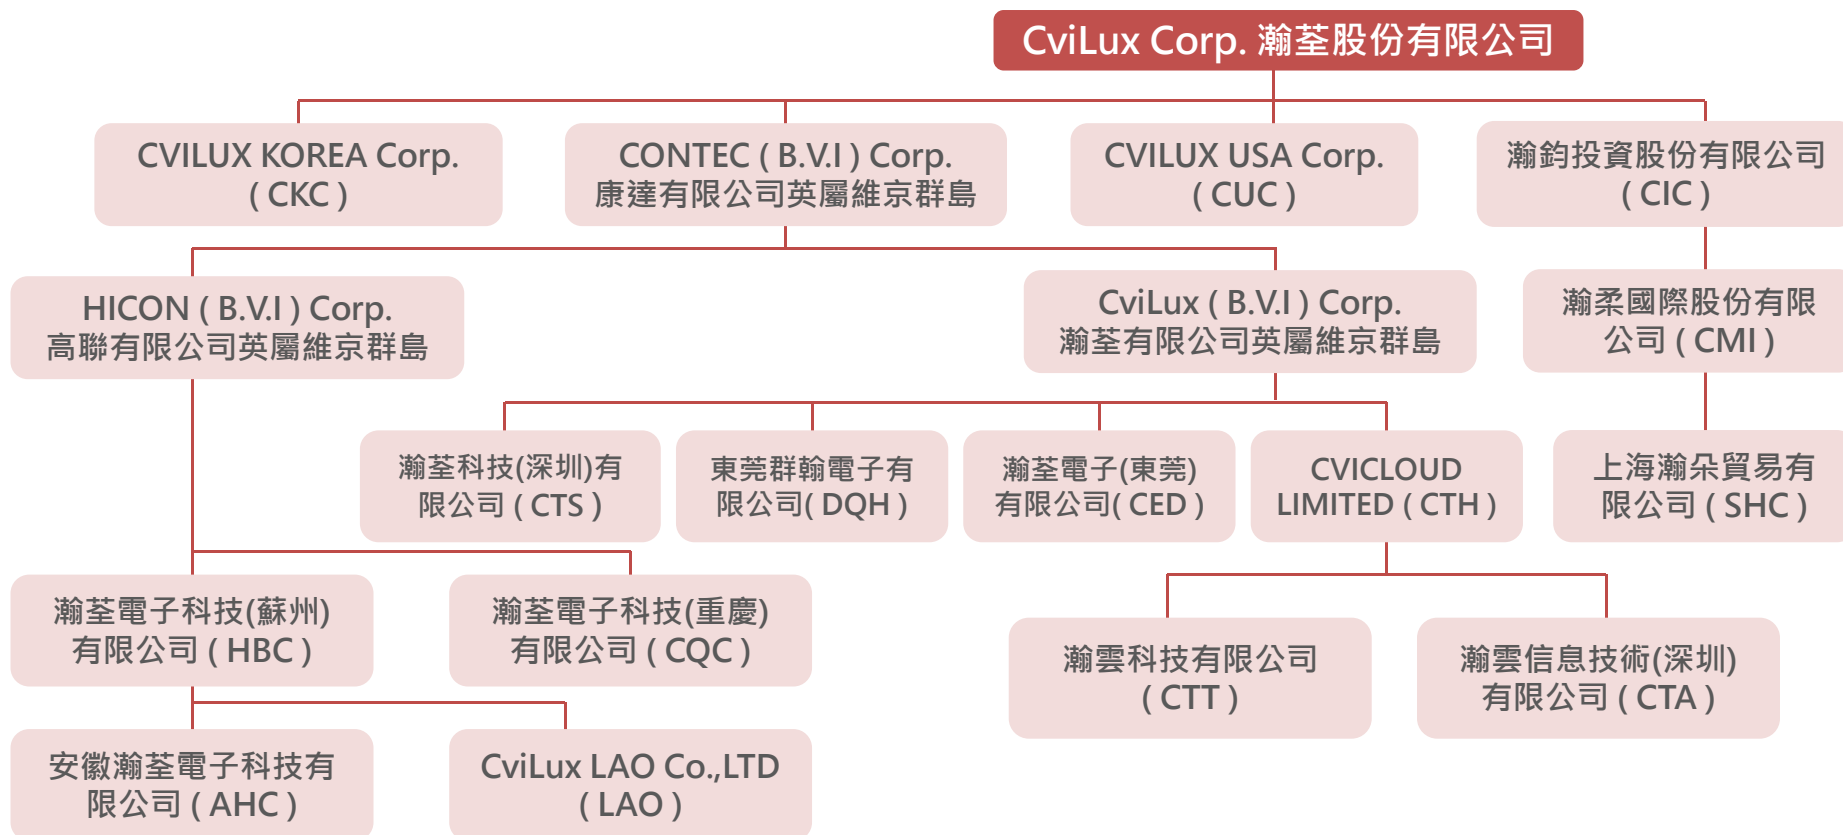 CviLux Corp. 瀚荃股份有限公司
CVILUX KOREA Corp.
( CKC )
CONTEC ( B.V.I ) Corp.
康達有限公司英屬維京群島
CVILUX USA Corp.
( CUC )
瀚鈞投資股份有限公司
( CIC )
HICON ( B.V.I ) Corp.
高聯有限公司英屬維京群島
CviLux ( B.V.I ) Corp.
瀚荃有限公司英屬維京群島
瀚柔國際股份有限
公司 ( CMI )
瀚荃科技(深圳)有
限公司 ( CTS )
東莞群翰電子有
限公司( DQH )
瀚荃電子(東莞)
有限公司( CED )
CVICLOUD
LIMITED ( CTH )
上海瀚朵貿易有
限公司 ( SHC )
瀚荃電子科技(蘇州)
有限公司 ( HBC )
瀚荃電子科技(重慶)
有限公司 ( CQC )
瀚雲科技有限公司
( CTT )
瀚雲信息技術(深圳)
有限公司 ( CTA )
安徽瀚荃電子科技有
限公司 ( AHC )
CviLux LAO Co.,LTD
( LAO )